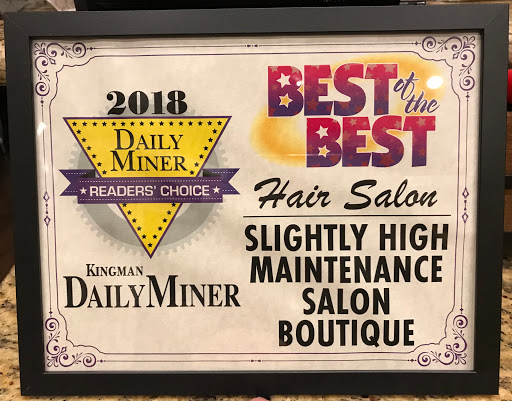 2018
DAILY
MINER
READERS' CHOICE
KINGMAN
DAILY MINER
BEST of the
BEST
Hair Salon
SLIGHTLY HIGH
MAINTENANCE
SALON
BOUTIQUE